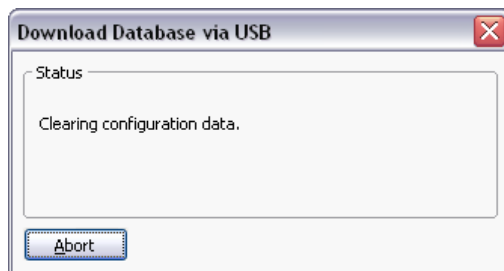 Download Database via USB
Status
Clearing configuration data.
Abort